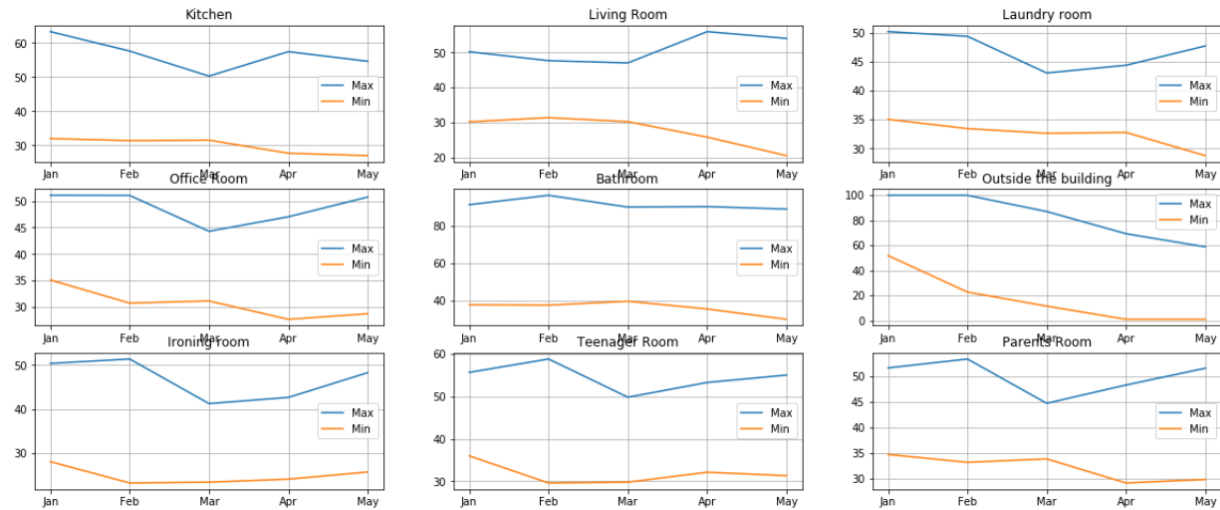 Kitchen
60
50
40
30
Max
Min
Jan Feb Mar Apr May
Living Room
50
40
30
20
Max
Min
Jan Feb Mar Apr May
Laundry room
50
45
40
35
30
Max
Min
Jan Feb Mar Apr May
Office Room
50
45
40
35
30
Max
Min
Jan Feb Mar Apr May
Bathroom
80
60
40
Max
Min
Jan Feb Mar Apr May
Outside the building
100
80
60
40
20
0
Max
Min
Jan Feb Mar Apr May
Ironing room
50
40
30
Max
Min
Jan Feb Mar Apr May
Teenager Room
60
50
40
30
Max
Min
Jan Feb Mar Apr May
Parents Room
50
45
40
35
30
Max
Min
Jan Feb Mar Apr May